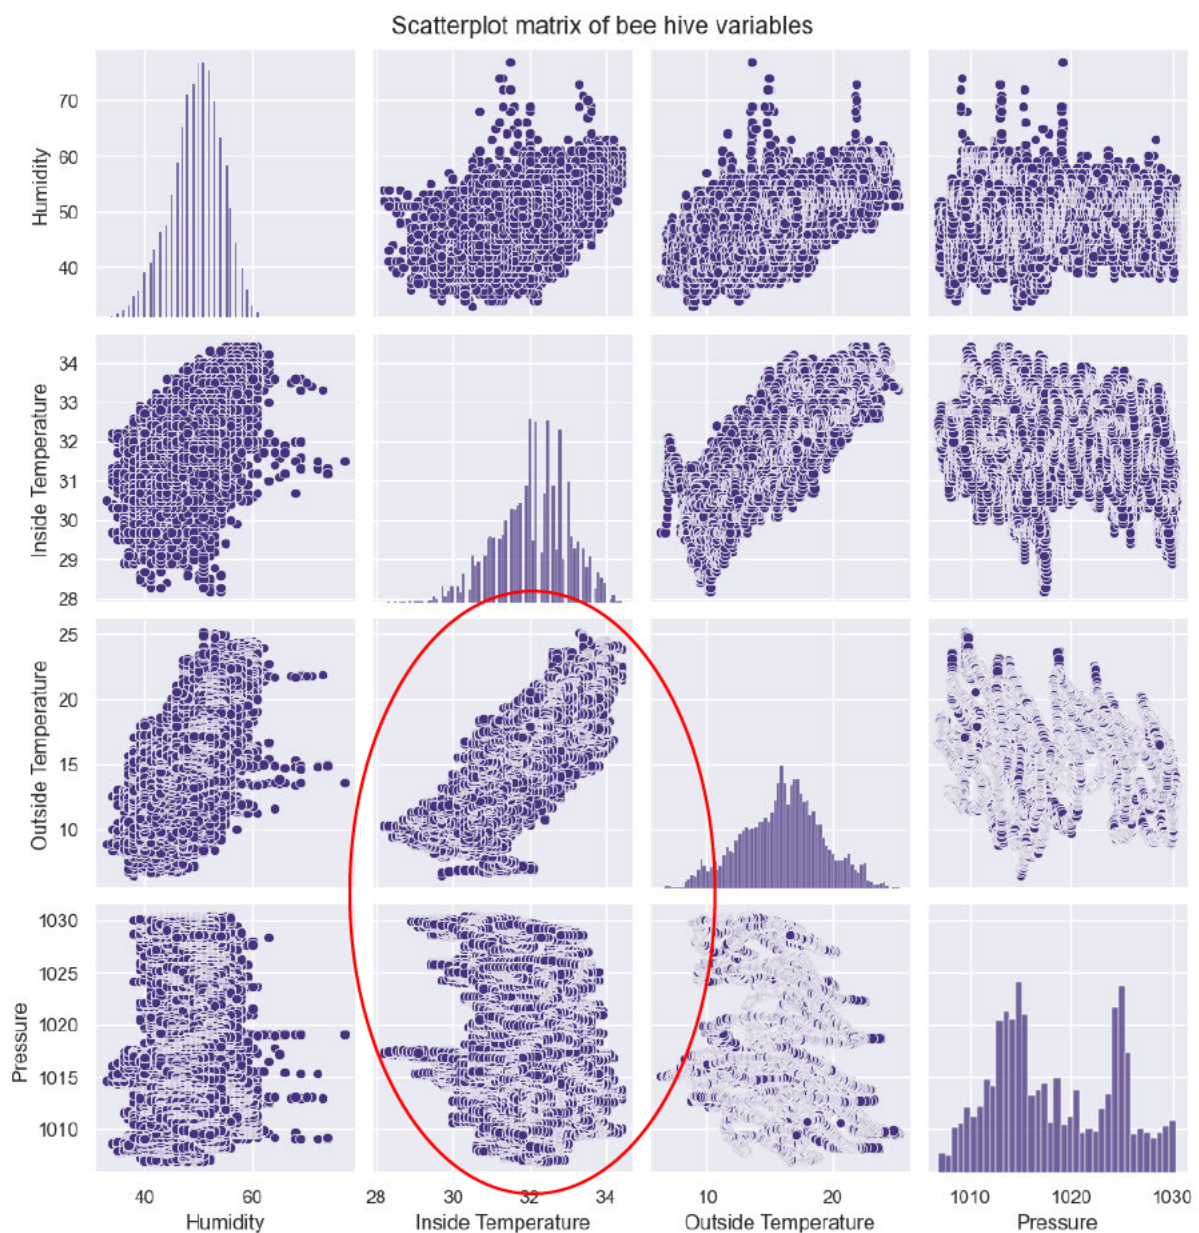 Scatterplot matrix of bee hive variables
Humidity
70
60
50
40
Inside Temperature
34
33
32
31
30
29
28
Outside Temperature
25
20
15
10
Pressure
1030
1025
1020
1015
1010
40 60 28 30 32 34 10 20 1010 1020 1030
Humidity Inside Temperature Outside Temperature Pressure